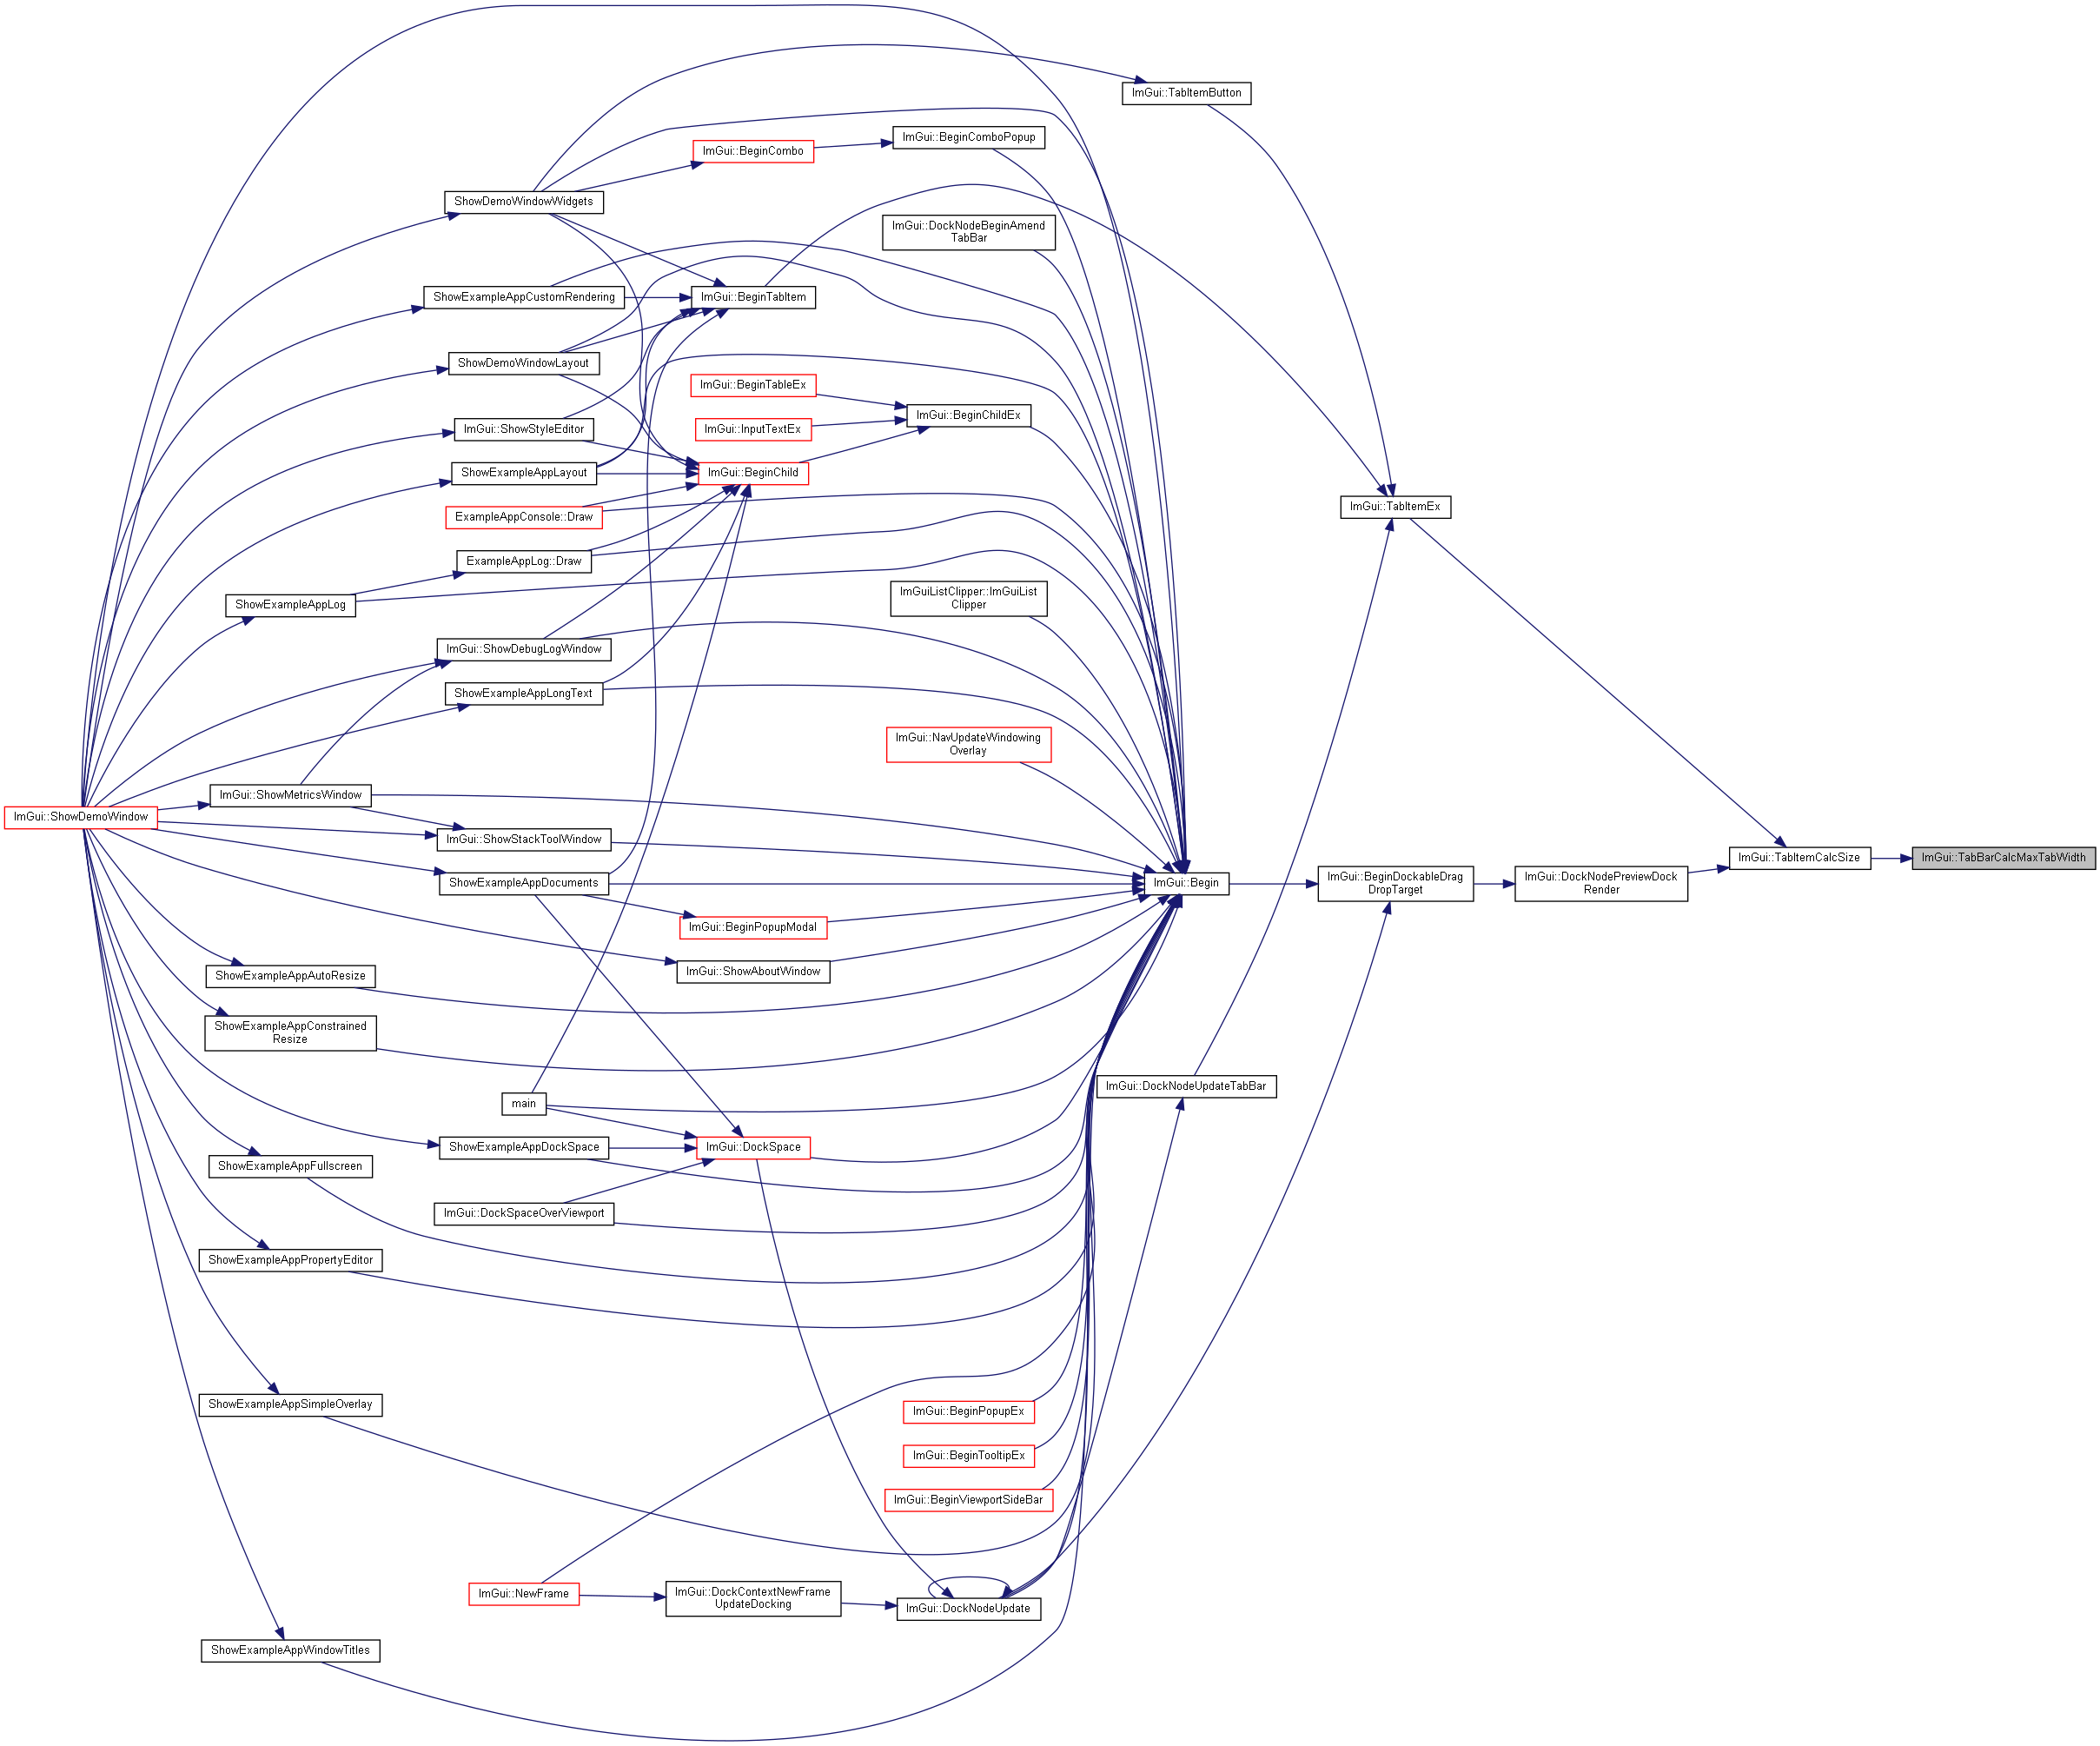 ImGui::TabItemButton
ImGui::BeginComboPopup
ImGui::BeginCombo
ShowDemoWindowWidgets
ImGui::DockNodeBeginAmend
TabBar
ShowExampleAppCustomRendering
ImGui::BeginTabItem
ShowDemoWindowLayout
ImGui::BeginTableEx
ImGui::BeginChildEx
ImGui::ShowStyleEditor
ImGui::InputTextEx
ShowExampleAppLayout
ImGui::BeginChild
ImGui::TabItemEx
ExampleAppConsole::Draw
ExampleAppLog::Draw
ShowExampleAppLog
ImGuiListClipper::ImGuiList
Clipper
ImGui::ShowDebugLogWindow
ShowExampleAppLongText
ImGui::NavUpdateWindowing
Overlay
ImGui::ShowMetricsWindow
ImGui::ShowDemoWindow
ImGui::ShowStackToolWindow
ImGui::TabItemCalcSize
ImGui::TabBarCalcMaxTabWidth
ShowExampleAppDocuments
ImGui::Begin
ImGui::BeginDockableDrag
DropTarget
ImGui::DockNodePreviewDock
Render
ImGui::BeginPopupModal
ShowExampleAppAutoResize
ImGui::ShowAboutWindow
ShowExampleAppConstrained
Resize
ImGui::DockNodeUpdateTabBar
main
ShowExampleAppDockSpace
ImGui::DockSpace
ShowExampleAppFullscreen
ImGui::DockSpaceOverViewport
ShowExampleAppPropertyEditor
ShowExampleAppSimpleOverlay
ImGui::BeginPopupEx
ImGui::BeginTooltipEx
ImGui::BeginViewportSideBar
ImGui::NewFrame
ImGui::DockContextNewFrame
UpdateDocking
ImGui::DockNodeUpdate
ShowExampleAppWindowTitles